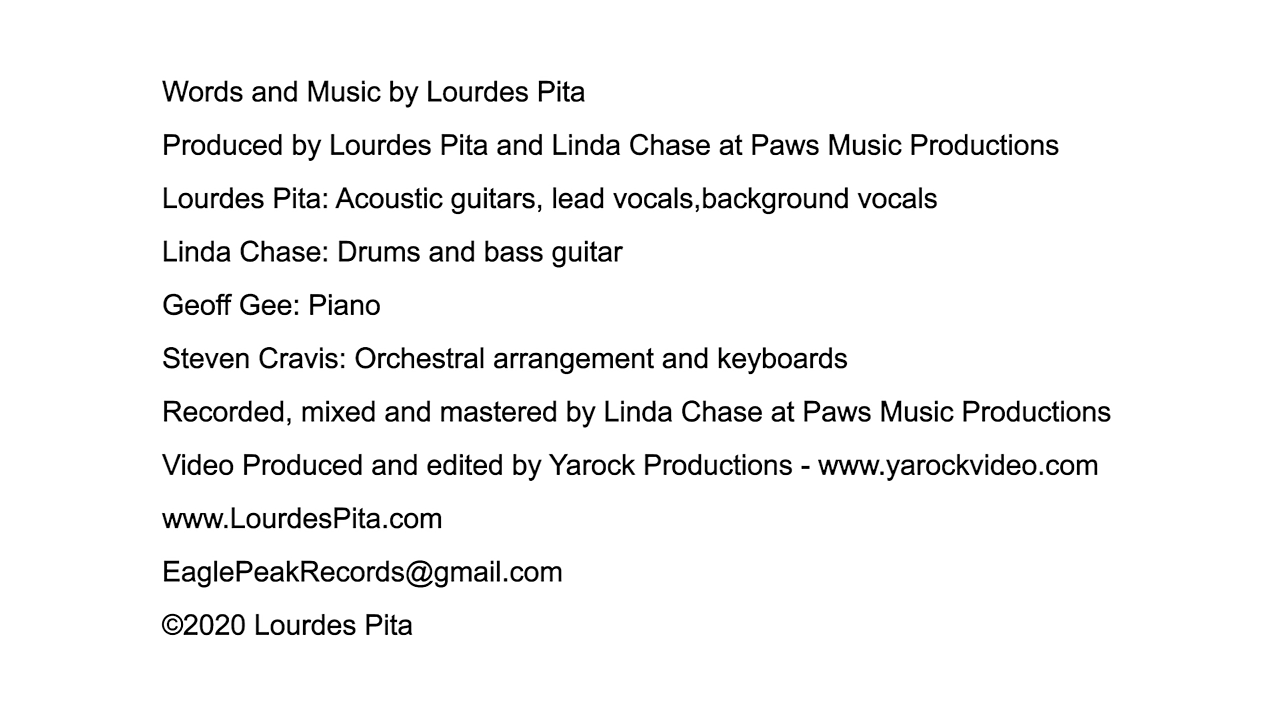 Words and Music by Lourdes Pita
Produced by Lourdes Pita and Linda Chase at Paws Music Productions
Lourdes Pita: Acoustic guitars, lead vocals,background vocals
Linda Chase: Drums and bass guitar
Geoff Gee: Piano
Steven Cravis: Orchestral arrangement and keyboards
Recorded, mixed and mastered by Linda Chase at Paws Music Productions
Video Produced and edited by Yarock Productions - www.yarockvideo.com
www.LourdesPita.com
EaglePeakRecords@gmail.com
©2020 Lourdes Pita